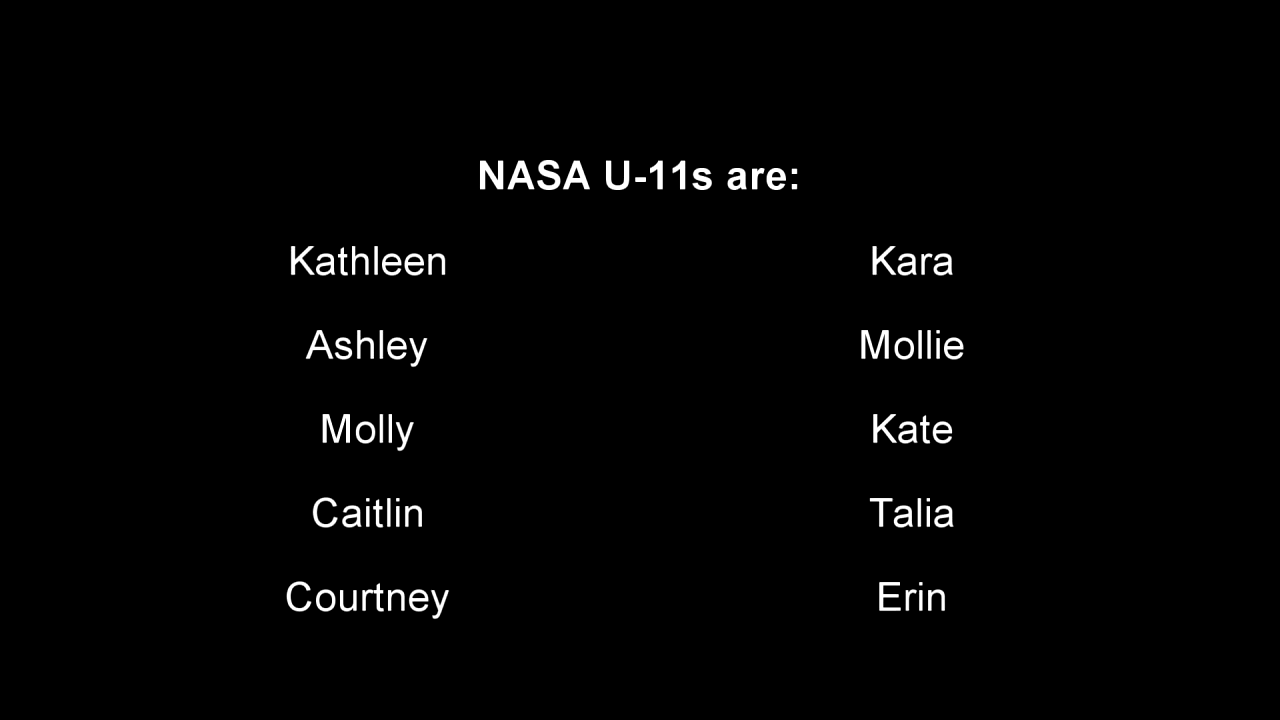 NASA U-11s are:
Kathleen Kara
Ashley Mollie
Molly Kate
Caitlin Talia
Courtney Erin